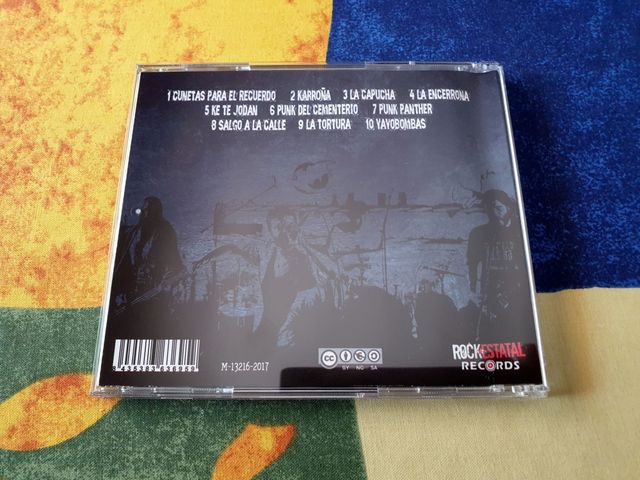 1 CUNETAS PARA EL RECUERDO 2 KARROÑA 3 LA CAPUCHA 4 LA ENCERRONA
5 KE TE JODAN 6 PUNK DEL CEMENTERIO 7 PUNK PANTHER
8 SALGO A LA CALLE 9 LA TORTURA 10 YAYOBOMBAS
M-13216-2017
CC
BY NC SA
ROCKESTATAL
RECORDS